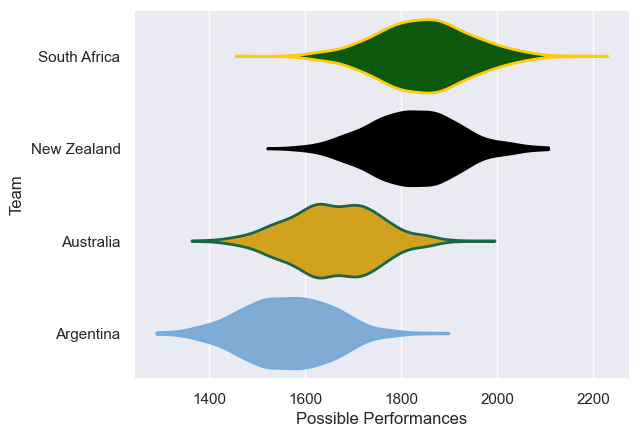 South Africa
New Zealand
Australia
Argentina
Team
1400 1600 1800 2000 2200
Possible Performances